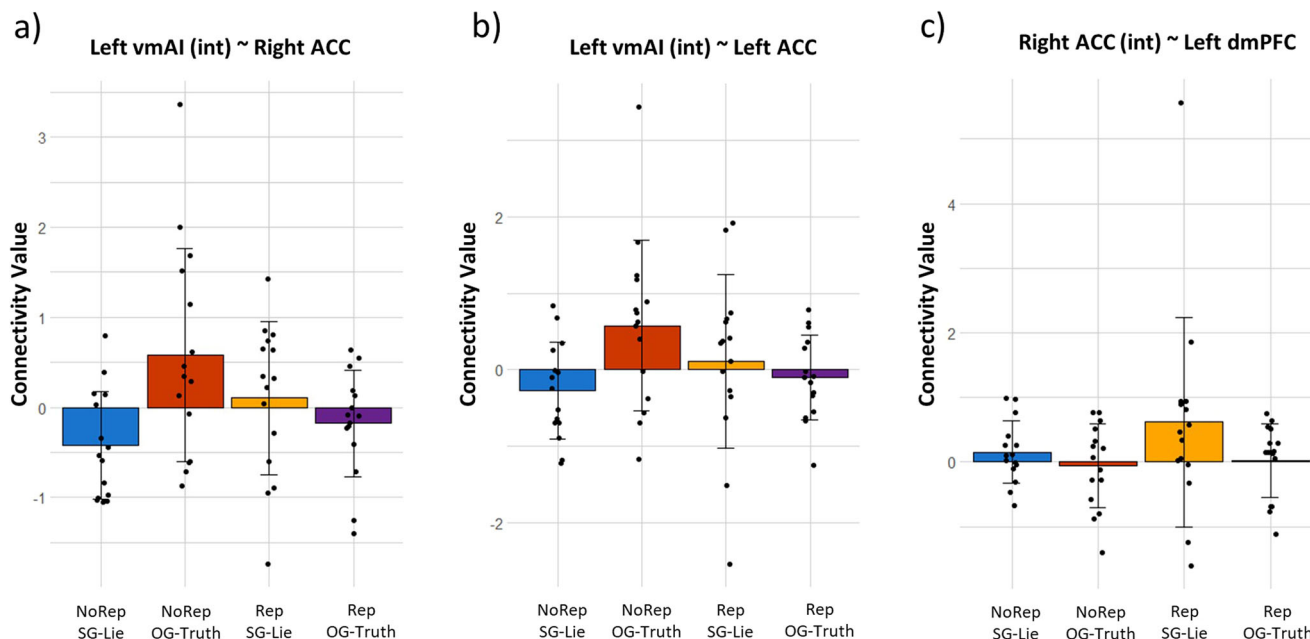 a)
Left vmAI (int) ~ Right ACC
Connectivity Value
3
2
1
0
-1
NoRep
SG-Lie
NoRep
OG-Truth
Rep
SG-Lie
Rep
OG-Truth
b)
Left vmAI (int) ~ Left ACC
Connectivity Value
2
0
-2
NoRep
SG-Lie
NoRep
OG-Truth
Rep
SG-Lie
Rep
OG-Truth
c)
Right ACC (int) ~ Left dmPFC
Connectivity Value
4
2
0
NoRep
SG-Lie
NoRep
OG-Truth
Rep
SG-Lie
Rep
OG-Truth